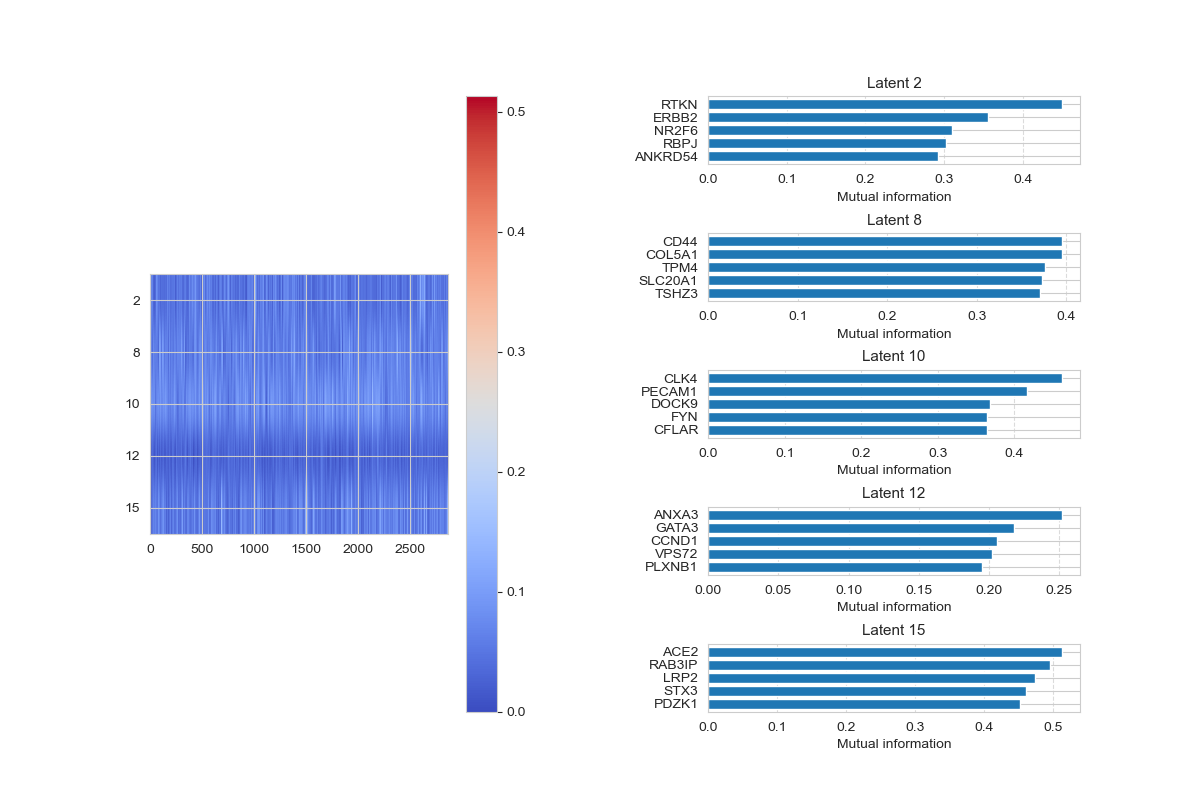 2
8
10
12
15
0 500 1000 1500 2000 2500
0.5
0.4
0.3
0.2
0.1
0.0
Latent 2
RTKN
ERBB2
NR2F6
RBPJ
ANKRD54
0.0 0.1 0.2 0.3 0.4
Mutual information
Latent 8
CD44
COL5A1
TPM4
SLC20A1
TSHZ3
0.0 0.1 0.2 0.3 0.4
Mutual information
Latent 10
CLK4
PECAM1
DOCK9
FYN
CFLAR
0.0 0.1 0.2 0.3 0.4
Mutual information
Latent 12
ANXA3
GATA3
CCND1
VPS72
PLXNB1
0.00 0.05 0.10 0.15 0.20 0.25
Mutual information
Latent 15
ACE2
RAB3IP
LRP2
STX3
PDZK1
0.0 0.1 0.2 0.3 0.4 0.5
Mutual information